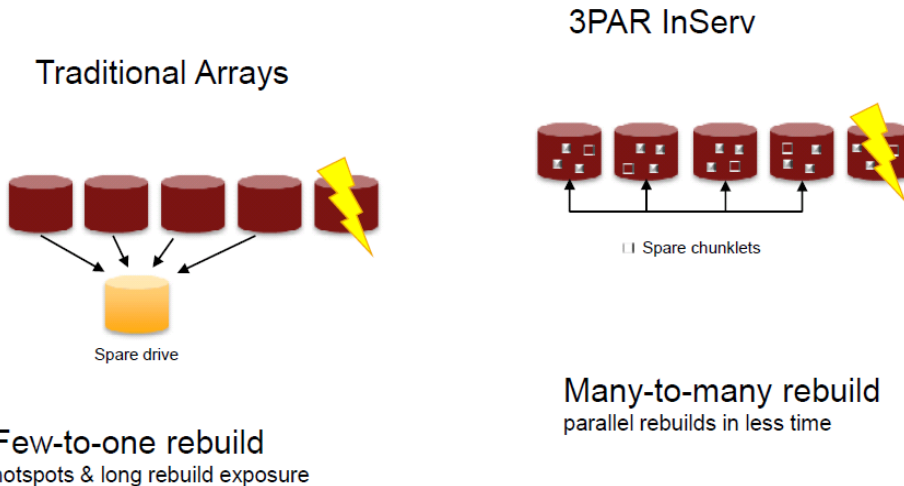 3PAR InServ
Traditional Arrays
Spare chunklets
Spare drive
Many-to-many rebuild
parallel rebuilds in less time
Few-to-one rebuild
hotspots & long rebuild exposure